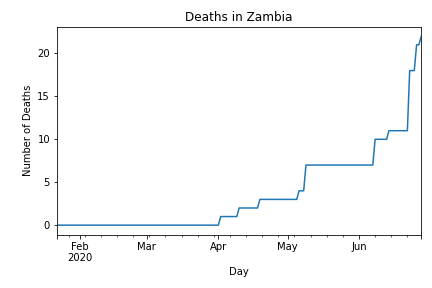 Deaths in Zambia
Number of Deaths
20
15
10
5
0
Feb
2020
Mar
Apr
May
Jun
Day